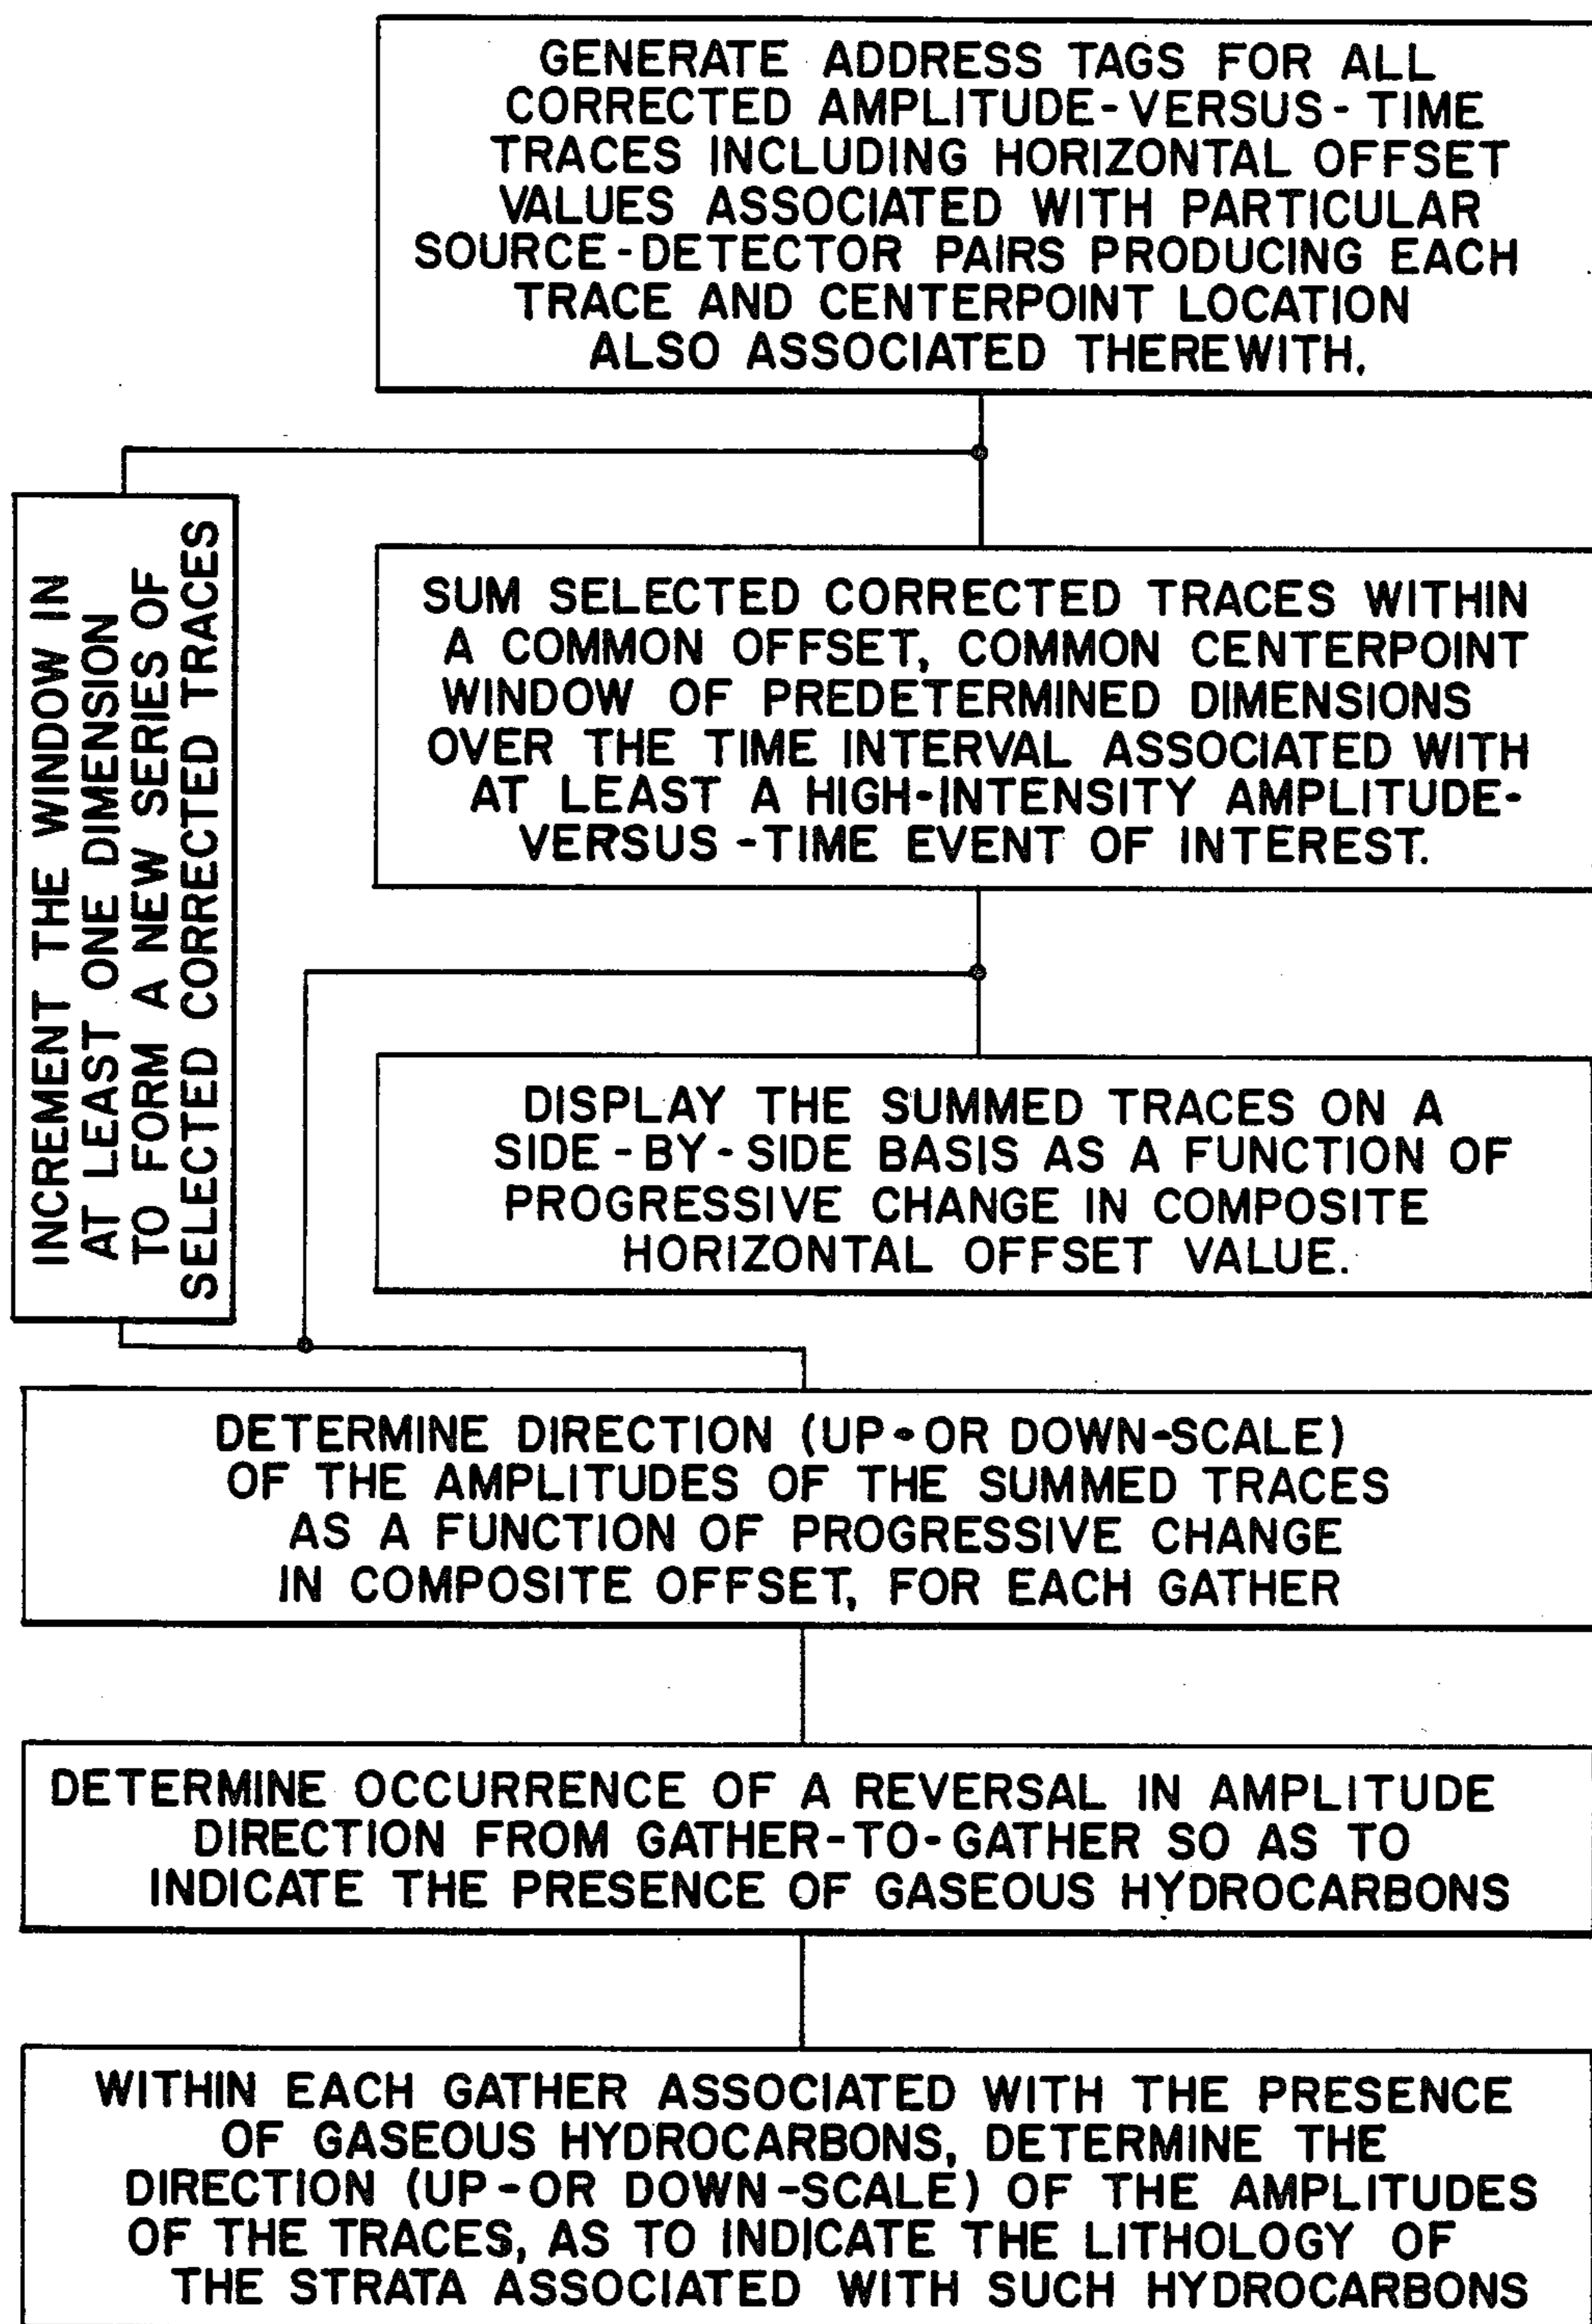 GENERATE ADDRESS TAGS FOR ALL
CORRECTED AMPLITUDE-VERSUS-TIME
TRACES INCLUDING HORIZONTAL OFFSET
VALUES ASSOCIATED WITH PARTICULAR
SOURCE-DETECTOR PAIRS PRODUCING EACH
TRACE AND CENTERPOINT LOCATION
ALSO ASSOCIATED THEREWITH.
INCREMENT THE WINDOW IN
AT LEAST ONE DIMENSION
TO FORM A NEW SERIES OF
SELECTED CORRECTED TRACES
SUM SELECTED CORRECTED TRACES WITHIN
A COMMON OFFSET, COMMON CENTERPOINT
WINDOW OF PREDETERMINED DIMENSIONS
OVER THE TIME INTERVAL ASSOCIATED WITH
AT LEAST A HIGH-INTENSITY AMPLITUDE-
VERSUS-TIME EVENT OF INTEREST.
DISPLAY THE SUMMED TRACES ON A
SIDE-BY-SIDE BASIS AS A FUNCTION OF
PROGRESSIVE CHANGE IN COMPOSITE
HORIZONTAL OFFSET VALUE.
DETERMINE DIRECTION (UP-OR DOWN-SCALE)
OF THE AMPLITUDES OF THE SUMMED TRACES
AS A FUNCTION OF PROGRESSIVE CHANGE
IN COMPOSITE OFFSET, FOR EACH GATHER
DETERMINE OCCURRENCE OF A REVERSAL IN AMPLITUDE
DIRECTION FROM GATHER-TO-GATHER SO AS TO
INDICATE THE PRESENCE OF GASEOUS HYDROCARBONS
WITHIN EACH GATHER ASSOCIATED WITH THE PRESENCE
OF GASEOUS HYDROCARBONS, DETERMINE THE
DIRECTION (UP-OR DOWN-SCALE) OF THE AMPLITUDES
OF THE TRACES, AS TO INDICATE THE LITHOLOGY OF
THE STRATA ASSOCIATED WITH SUCH HYDROCARBONS